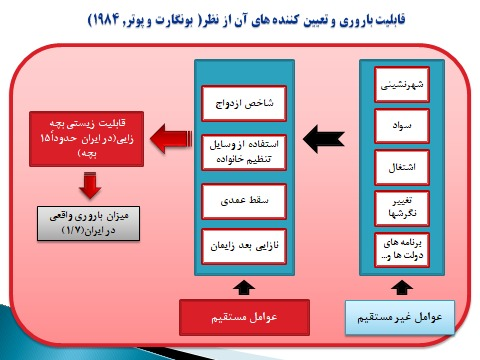 قابلیت باروری و تعیین کننده های آن از نظر( بونگارت و پوتر, ۱۹۸۴)
شهرنشینی
سواد
اشتغال
تغییر
نگرشها
برنامه های
دولت ها و...
عوامل غیر مستقیم
شاخص ازدواج
استفاده از وسایل
تنظیم خانواده
سقط عمدی
نازایی بعد زایمان
عوامل مستقیم
قابلیت زیستی بچه
زایی(در ایران حدوداً ۱۵
بچه)
میزان باروری واقعی
در ایران(۱/۷)